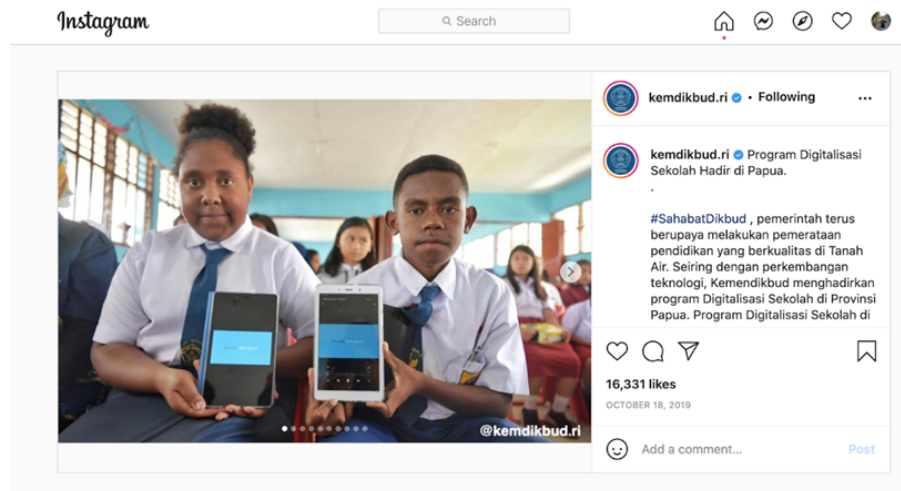 Instagram
Search
kemdikbud.ri • Following
kemdikbud.ri Program Digitalisasi
Sekolah Hadir di Papua.
.
#SahabatDikbud , pemerintah terus
berupaya melakukan pemerataan
pendidikan yang berkualitas di Tanah
Air. Seiring dengan perkembangan
teknologi, Kemendikbud menghadirkan
program Digitalisasi Sekolah di Provinsi
Papua. Program Digitalisasi Sekolah di
16,331 likes
OCTOBER 18, 2019
Add a comment... Post
@kemdikbud.ri